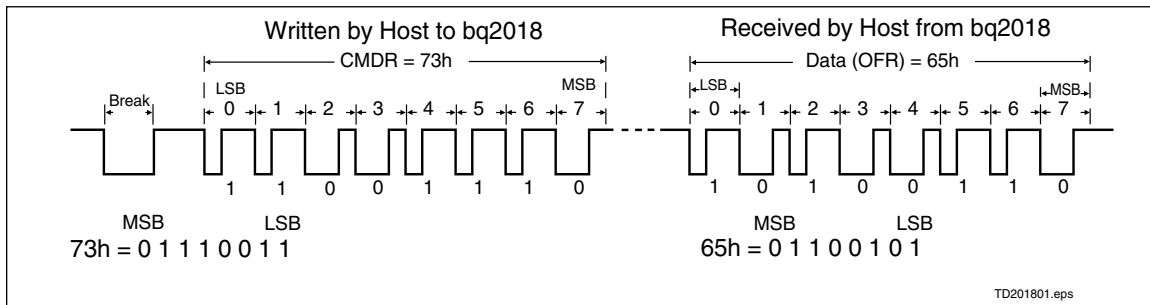 Written by Host to bq2018
Received by Host from bq2018
CMDR = 73h
Data (OFR) = 65h
Break
LSB
MSB
LSB
MSB
0 1 2 3 4 5 6 7
0 1 2 3 4 5 6 7
1 1 0 0 1 1 1 0
1 0 1 0 0 1 1 0
MSB LSB
73h = 0 1 1 1 0 0 1 1
MSB LSB
65h = 0 1 1 0 0 1 0 1
TD201801.eps